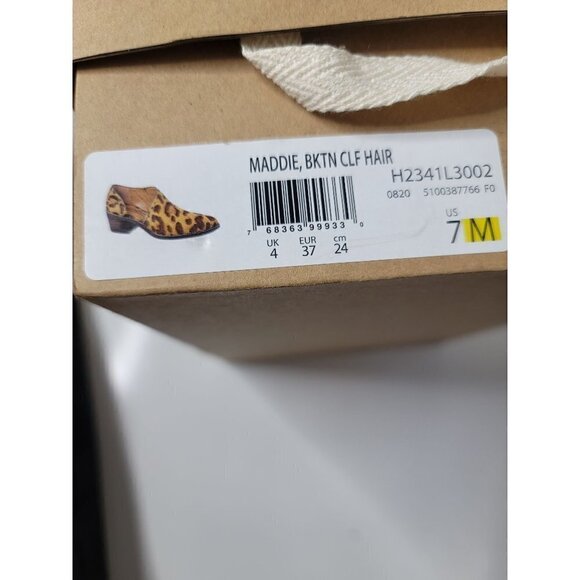 MADDIE, BKTN CLF HAIR
H2341L3002
0820 5100387766 F0
7 68363 99933 0
UK EUR cm
4 37 24
US
7 M